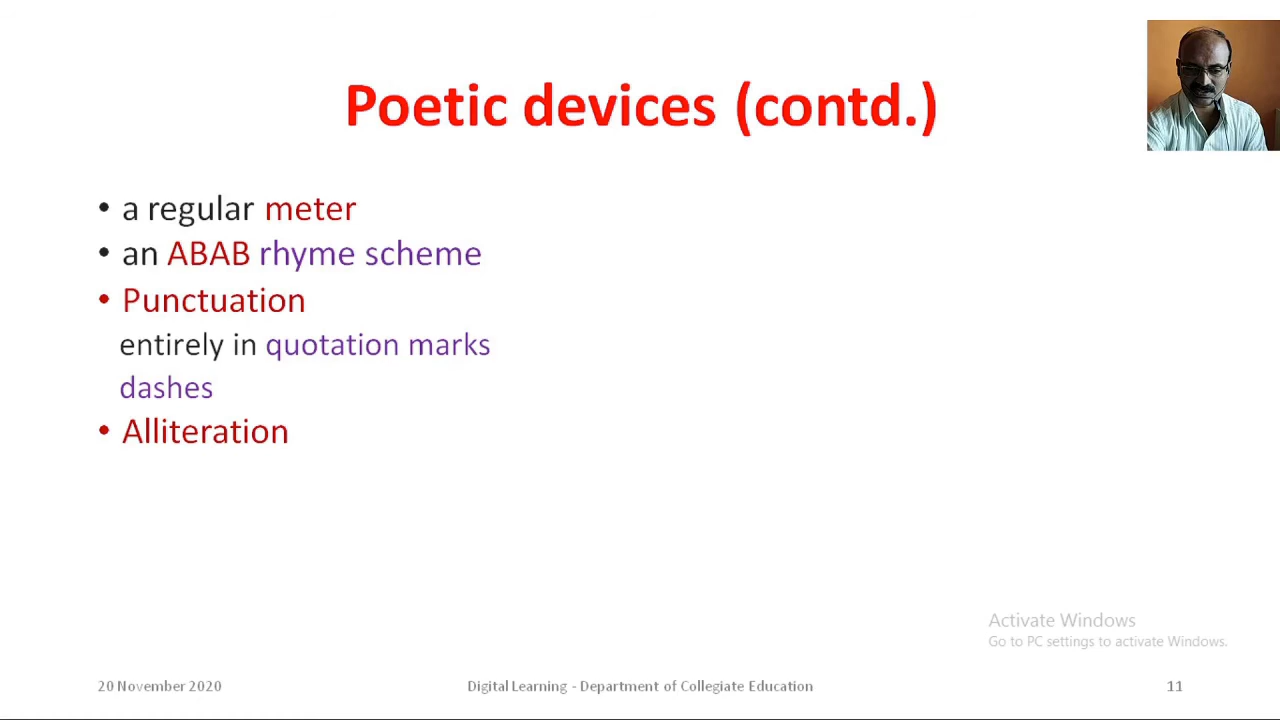 Poetic devices (contd.)
• a regular meter
• an ABAB rhyme scheme
• Punctuation
entirely in quotation marks
dashes
• Alliteration
Activate Windows
Go to PC settings to activate Windows.
20 November 2020 Digital Learning - Department of Collegiate Education 11